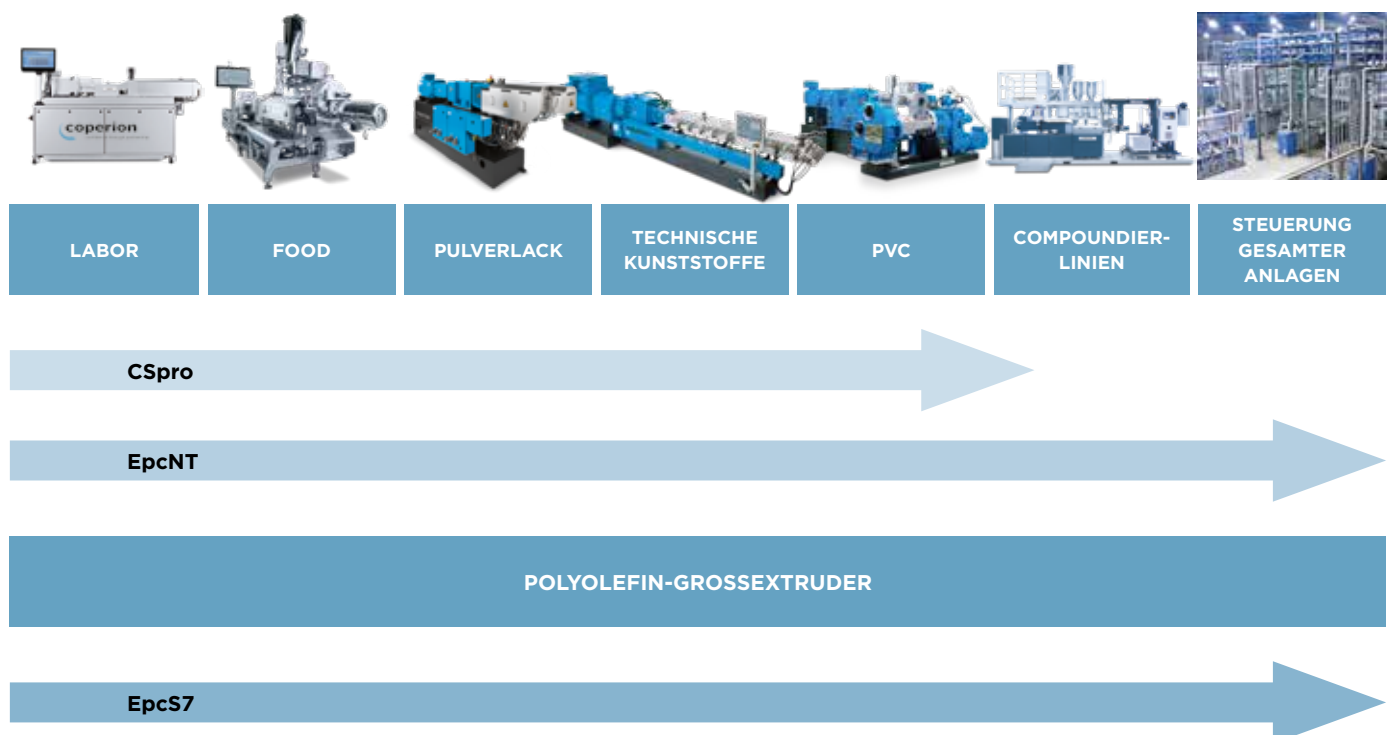 coperion
LABOR
FOOD
PULVERLACK
TECHNISCHE
KUNSTSTOFFE
PVC
COMPOUNDIER-
LINIEN
STEUERUNG
GESAMTER
ANLAGEN
CSpro
EpcNT
POLYOLEFIN-GROSSEXTRUDER
EpcS7